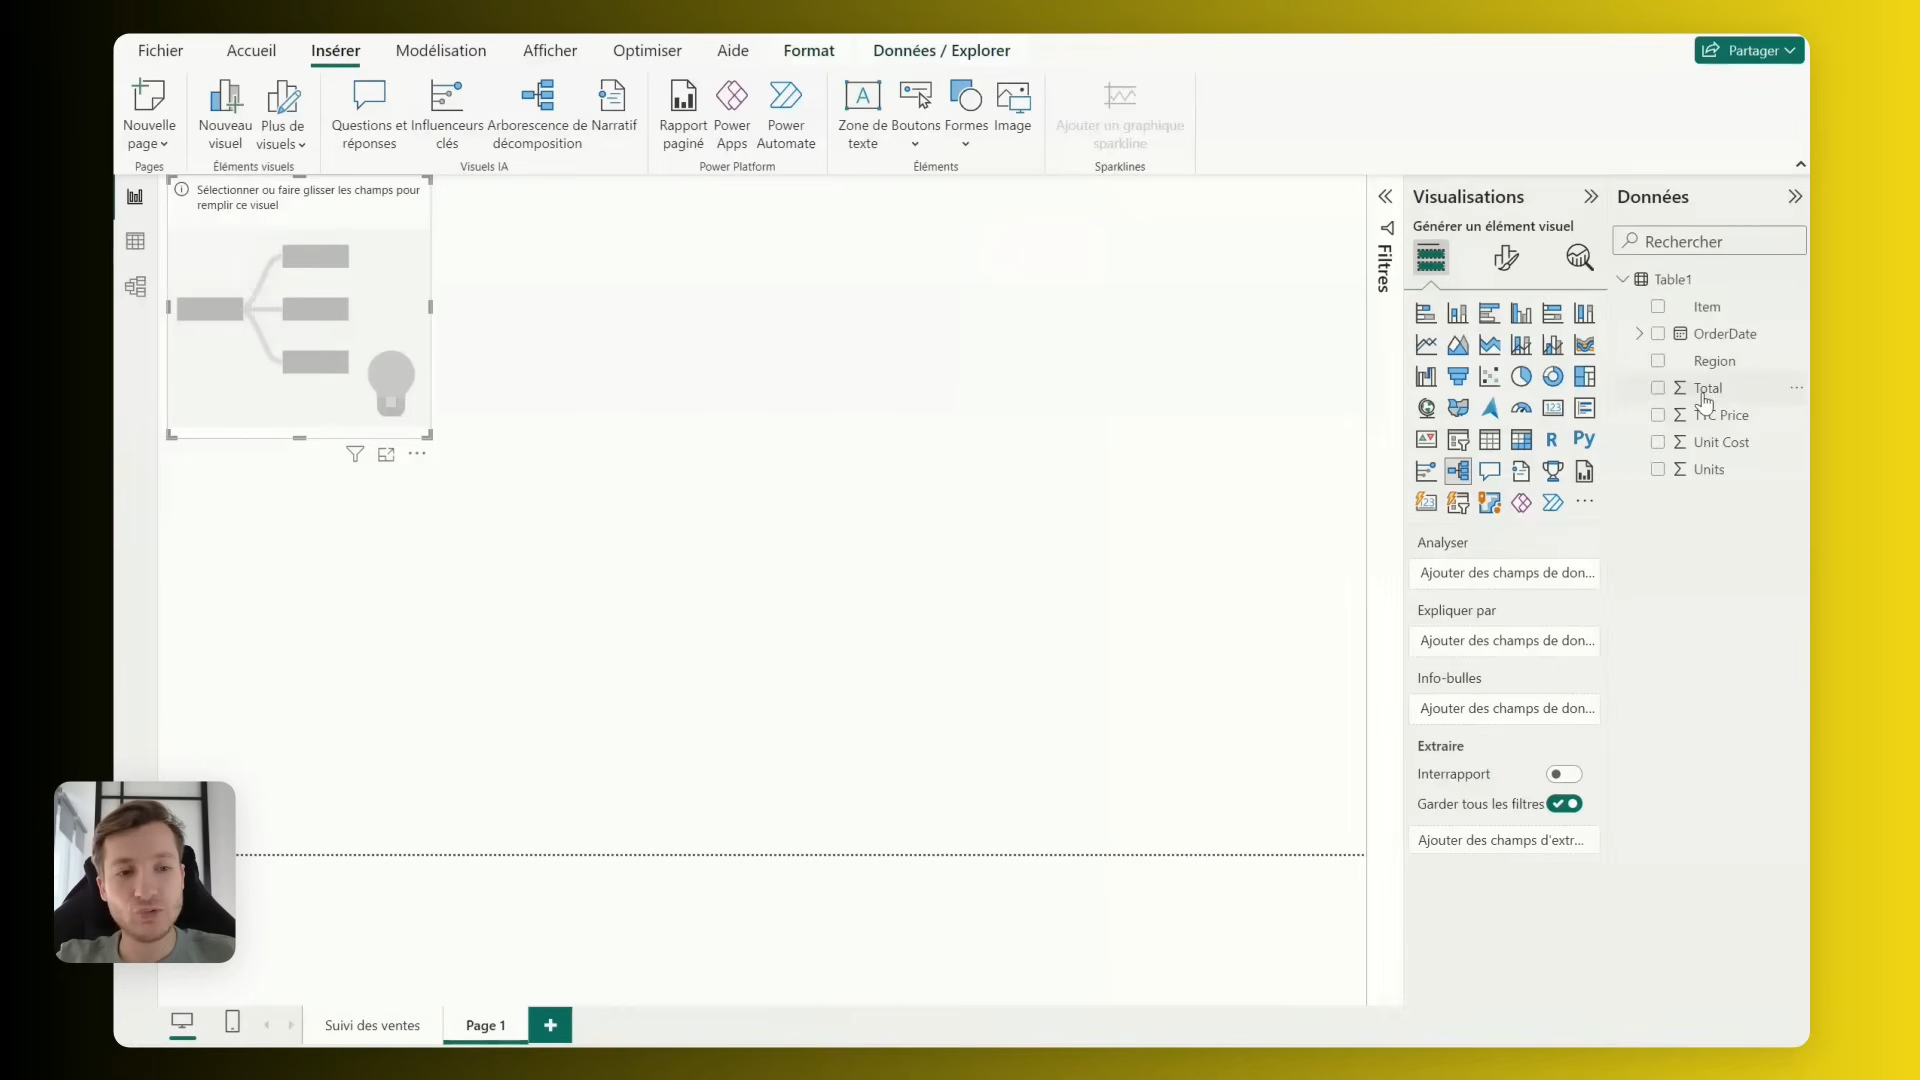 Fichier Accueil Insérer Modélisation Afficher Optimiser Aide Format Données / Explorer Partager
Nouvelle page
Nouveau visuel
Plus de visuels
Questions et réponses
Influenceurs clés
Arborescence de décomposition
Narratif
Rapport paginé
Power Apps
Power Automate
Zone de texte
Boutons
Formes
Image
Ajouter un graphique sparkline
Pages
Éléments visuels
Visuels IA
Power Platform
Éléments
Sparklines
Sélectionner ou faire glisser les champs pour
remplir ce visuel
Filtres
Visualisations
Générer un élément visuel
123
R
Py
123
Analyser
Ajouter des champs de don...
Expliquer par
Ajouter des champs de don...
Info-bulles
Ajouter des champs de don...
Extraire
Interrapport
Garder tous les filtres
Ajouter des champs d'extr...
Données
Rechercher
Table1
Item
OrderDate
Region
Total
Price
Unit Cost
Units
Suivi des ventes
Page 1